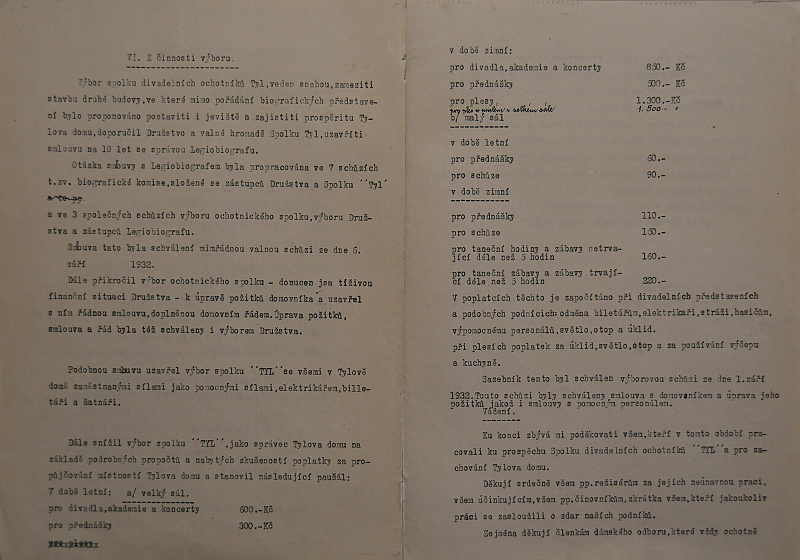 VI. Z činnosti výboru.
Výbor spolku divadelních ochotníků Tyl, veden snahou, zameziti
stavbu druhé budovy, ve které mimo pořádání biografických představe-
ní bylo proponováno postaviti i jeviště a zajistiti prospěritu Ty-
lova domu, doporučil Družstvo a valné hromadě Spolku Tyl, uzavříti
smlouvu na 10 let se správou Legiobiografu.
Otázka smlouvy s Legiobiografem byla propracována ve 7 schůzích
t.zv. biografické komise, složené se zástupců Družstva a Spolku ´´Tyl´
a ve 3 společných schůzích výboru ochotnického spolku, výboru Druž-
stva a zástupců Legiobiografu.
Smlouva tato byla schválení mimřádnou valnou schůzi ze dne 6.
září 1932.
Dále přikročil výbor ochotnického spolku - donucen jsa tíživou
finanční situaci Družstva - k úpravě požitků domovníka a uzavřel
s ním řádnou smlouvu, doplněnou domovním řádem. Úprava požitků,
smlouva a řád byla též schváleny i výborem Družstva.
Podobnou smlouvu uzavřel výbor spolku ´´TYL´´se všemi v Tylově
domě zaměstnanými silami jako pomocnými silami, elektrikářem, bille-
táři a šatnáři.
Dále snížil výbor spolku ´´TYL´´, jako správec Tylova domu na
základě podrobných propočtů a nabytých zkušeností poplatky za pro-
půjčování místností Tylova domu a stanovil následující paušál:
V době letní: a/ velký sál.
pro divadla, akademie a koncerty 600.-Kč
pro přednášky 300.-Kč
v době zimní:
pro divadla, akademie a koncerty 850.- Kč
pro přednášky 500.- Kč
pro plesy, 1.300.-Kč
1.500.- "
b/ malý sál
v době letní
pro přednášky 60.-
pro schůze 90.-
v době zimní
pro přednášky 110.-
pro schůze 150.-
pro taneční hodiny a zábavy netrva-
jící déle než 5 hodin 160.-
pro taneční zábavy a zábavy trvají-
cí déle než 5 hodin 220.-
V poplatcích těchto je započítáno při divadelních představeních
a podobných podnicích: odměna biletářům, elektrikáři, stráži, hasičům,
výpomocnému personálů, světlo, otop a úklid.
při plesích poplatek za úklid, světlo, otop a za používání výčepu
a kuchyně.
Sazebník tento byl schválen výborovou schůzi ze dne 1.září
1932. Touto schůzi byly schváleny smlouva s domovníkem a úprava jeho
požitků jakož i smlouvy s pomocným personálem.
Vážení.
Ku konci zbývá mi poděkovati všem, kteří v tomto období pra-
covali ku prospěchu Spolku divadelních ochotníků ´´TYL´´a pro za-
chování Tylova domu.
Děkuji srdečně všem pp.režisérům za jejich neúnavnou praci,
všem účinkujícím, všem pp.činovníkům, zkrátka všem, kteří jakoukoliv
práci se zasloužili o zdar našich podniků.
Zejména děkuji členkám dámského odboru, které vždy ochotně